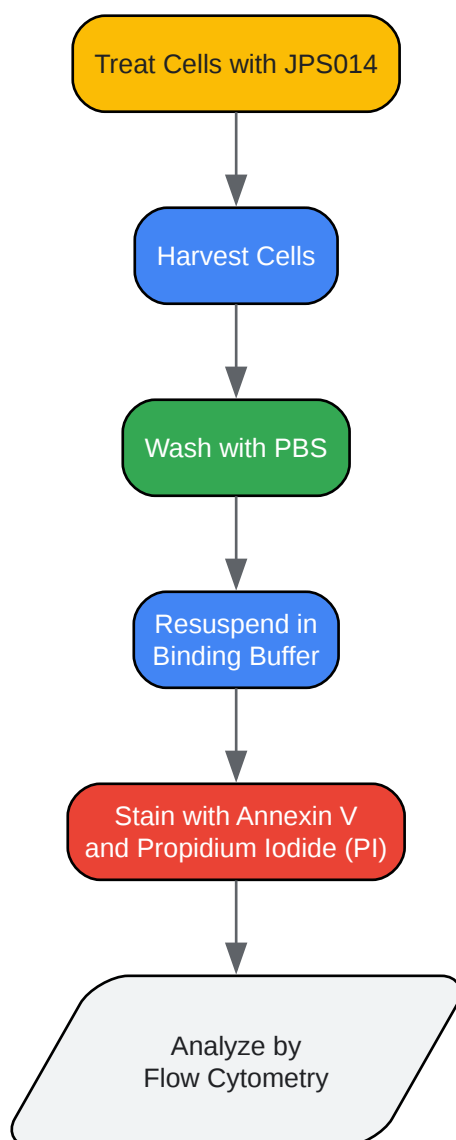 Treat Cells with JPS014
Harvest Cells
Wash with PBS
Resuspend in
Binding Buffer
Stain with Annexin V
and Propidium Iodide (PI)
Analyze by
Flow Cytometry